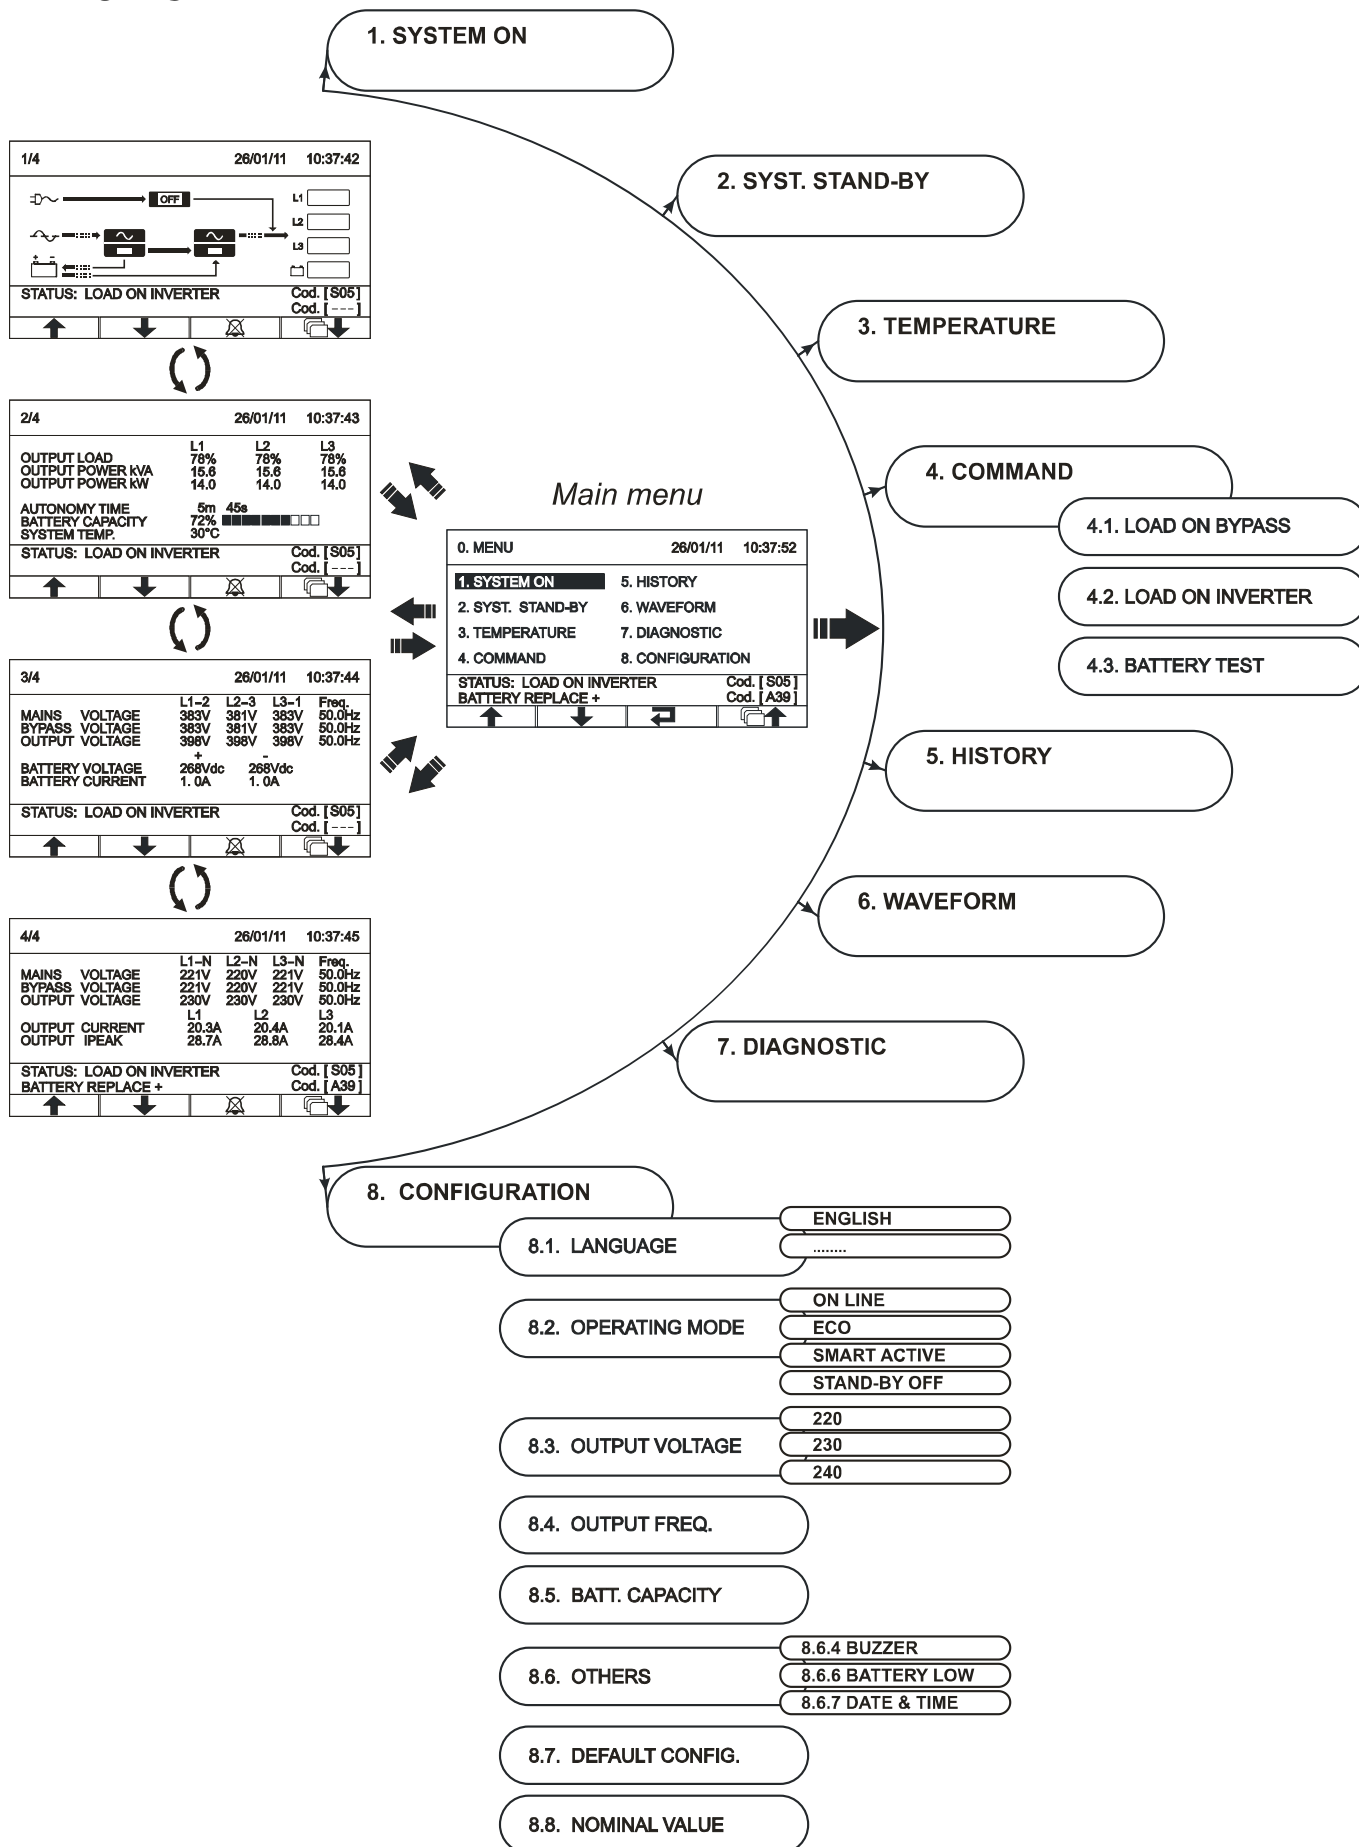 1. SYSTEM ON
2. SYST. STAND-BY
3. TEMPERATURE
4. COMMAND
4.1. LOAD ON BYPASS
4.2. LOAD ON INVERTER
4.3. BATTERY TEST
5. HISTORY
6. WAVEFORM
7. DIAGNOSTIC
1/4 26/01/11 10:37:42
OFF
L1
L2
L3
+ -
STATUS: LOAD ON INVERTER Cod. [S05]
Cod. [---]
2/4 26/01/11 10:37:43
L1 L2 L3
OUTPUT LOAD 78% 78% 78%
OUTPUT POWER kVA 15.6 15.6 15.6
OUTPUT POWER kW 14.0 14.0 14.0
AUTONOMY TIME 5m 45s
BATTERY CAPACITY 72%
SYSTEM TEMP. 30°C
STATUS: LOAD ON INVERTER Cod. [S05]
Cod. [---]
3/4 26/01/11 10:37:44
L1-2 L2-3 L3-1 Freq.
MAINS VOLTAGE 383V 381V 383V 50.0Hz
BYPASS VOLTAGE 383V 381V 383V 50.0Hz
OUTPUT VOLTAGE 398V 398V 398V 50.0Hz
+ -
BATTERY VOLTAGE 268Vdc 268Vdc
BATTERY CURRENT 1. 0A 1. 0A
STATUS: LOAD ON INVERTER Cod. [S05]
Cod. [---]
4/4 26/01/11 10:37:45
L1-N L2-N L3-N Freq.
MAINS VOLTAGE 221V 220V 221V 50.0Hz
BYPASS VOLTAGE 221V 220V 221V 50.0Hz
OUTPUT VOLTAGE 230V 230V 230V 50.0Hz
L1 L2 L3
OUTPUT CURRENT 20.3A 20.4A 20.1A
OUTPUT IPEAK 28.7A 28.8A 28.4A
STATUS: LOAD ON INVERTER Cod. [S05]
BATTERY REPLACE + Cod. [A39]
Main menu
0. MENU 26/01/11 10:37:52
1. SYSTEM ON 5. HISTORY
2. SYST. STAND-BY 6. WAVEFORM
3. TEMPERATURE 7. DIAGNOSTIC
4. COMMAND 8. CONFIGURATION
STATUS: LOAD ON INVERTER Cod. [S05]
BATTERY REPLACE + Cod. [A39]
8. CONFIGURATION
8.1. LANGUAGE
ENGLISH
........
8.2. OPERATING MODE
ON LINE
ECO
SMART ACTIVE
STAND-BY OFF
8.3. OUTPUT VOLTAGE
220
230
240
8.4. OUTPUT FREQ.
8.5. BATT. CAPACITY
8.6. OTHERS
8.6.4 BUZZER
8.6.6 BATTERY LOW
8.6.7 DATE & TIME
8.7. DEFAULT CONFIG.
8.8. NOMINAL VALUE